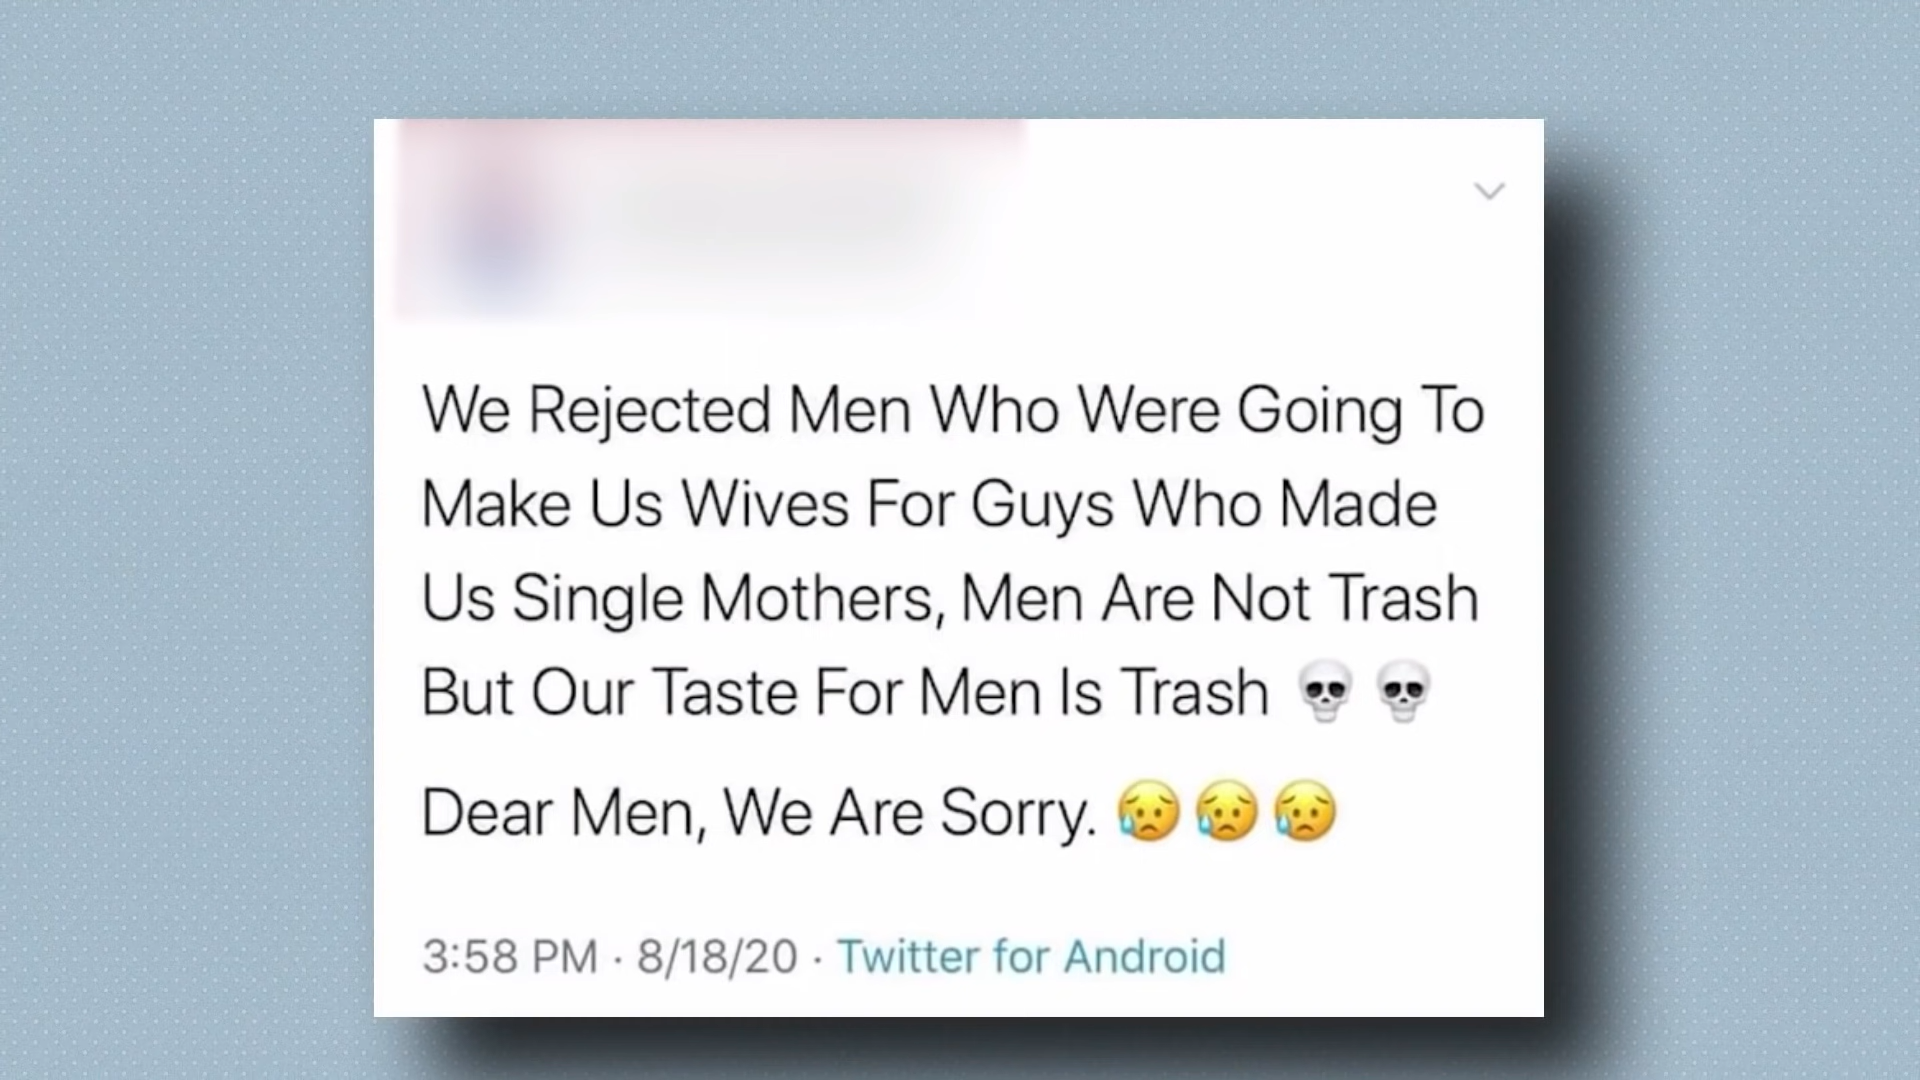 We Rejected Men Who Were Going To
Make Us Wives For Guys Who Made
Us Single Mothers, Men Are Not Trash
But Our Taste For Men Is Trash 💀 💀
Dear Men, We Are Sorry. 😥 😥 😥
3:58 PM · 8/18/20 · Twitter for Android